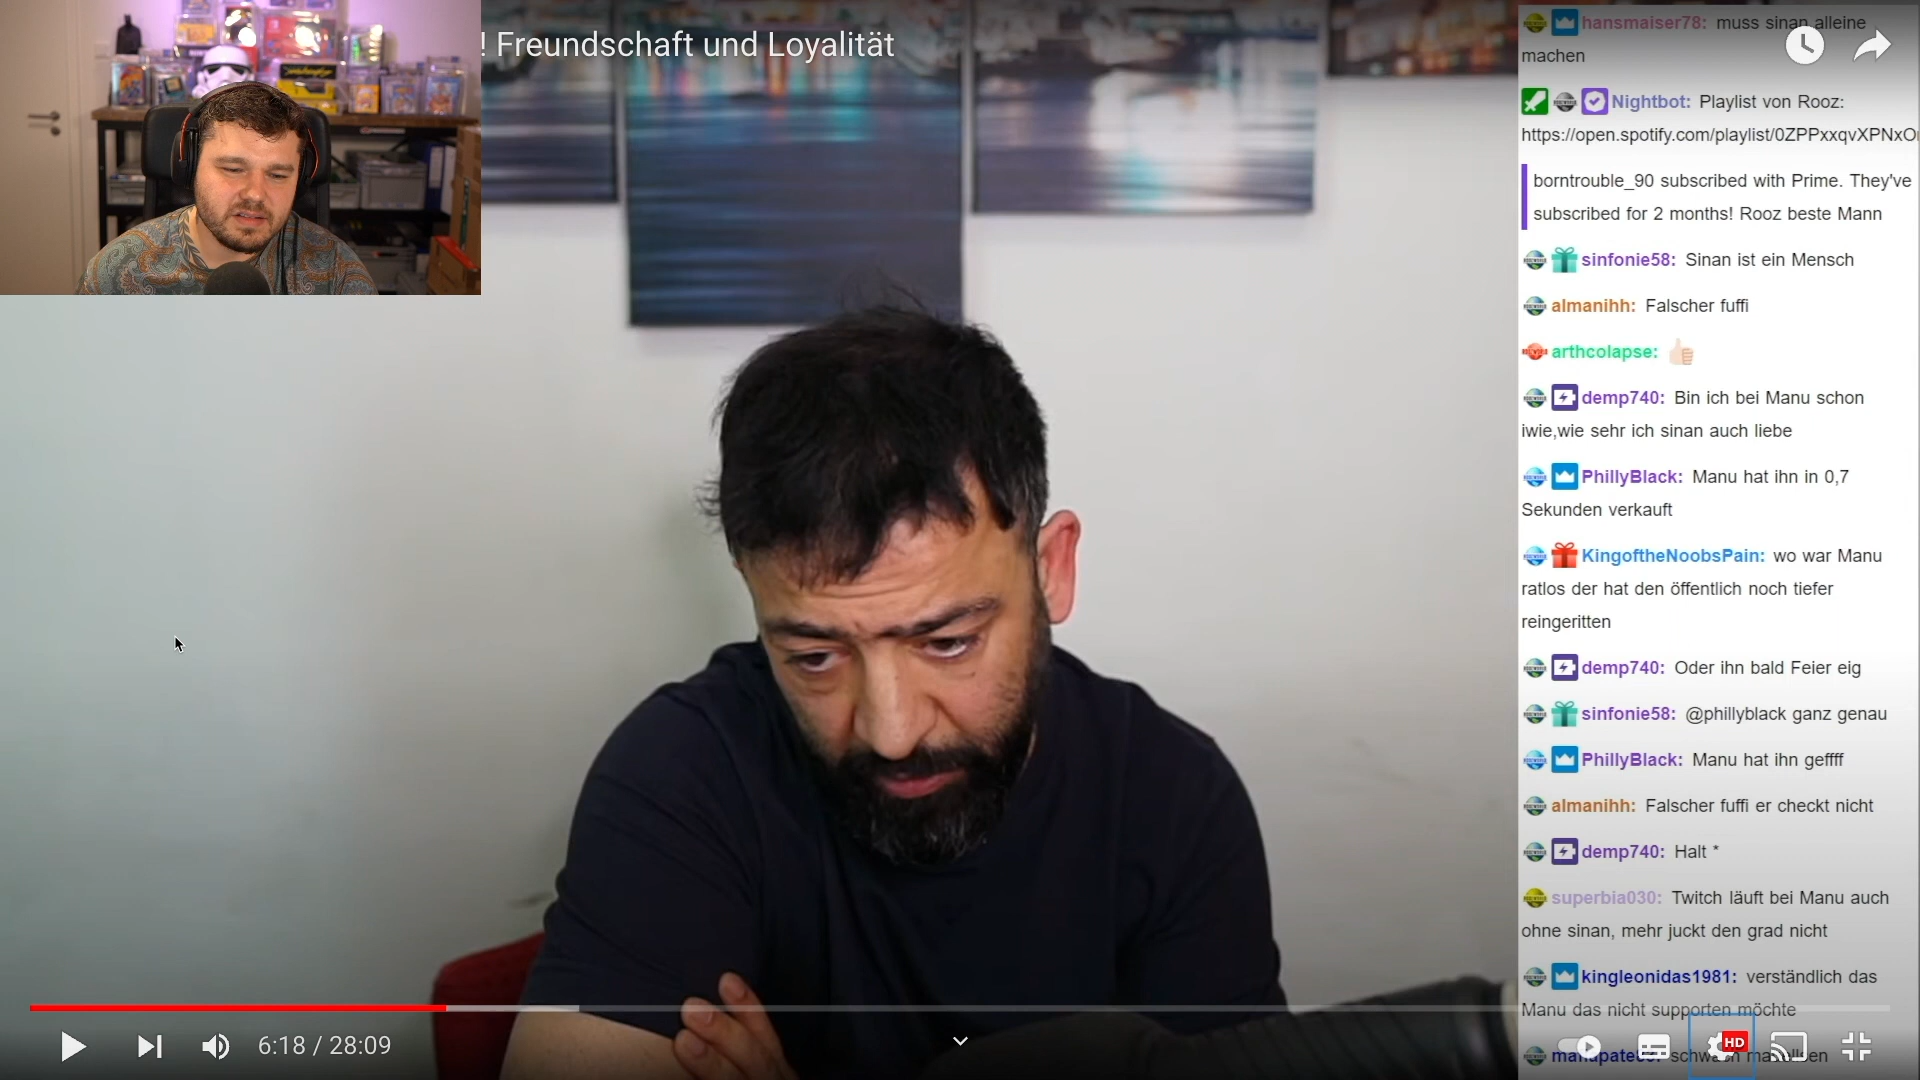 ! Freundschaft und Loyalität
hansmaiser78: muss sinan alleine
machen
Nightbot: Playlist von Rooz:
https://open.spotify.com/playlist/0ZPPxxqvXPNxO
borntrouble_90 subscribed with Prime. They've
subscribed for 2 months! Rooz beste Mann
sinfonie58: Sinan ist ein Mensch
almanihh: Falscher fuffi
arthcolapse:
demp740: Bin ich bei Manu schon
iwie,wie sehr ich sinan auch liebe
PhillyBlack: Manu hat ihn in 0,7
Sekunden verkauft
KingoftheNoobsPain: wo war Manu
ratlos der hat den öffentlich noch tiefer
reingeritten
demp740: Oder ihn bald Feier eig
sinfonie58: @phillyblack ganz genau
PhillyBlack: Manu hat ihn geffff
almanihh: Falscher fuffi er checkt nicht
demp740: Halt *
superbia030: Twitch läuft bei Manu auch
ohne sinan, mehr juckt den grad nicht
kingleonidas1981: verständlich das
Manu das nicht supporten möchte
6:18 / 28:09
HD